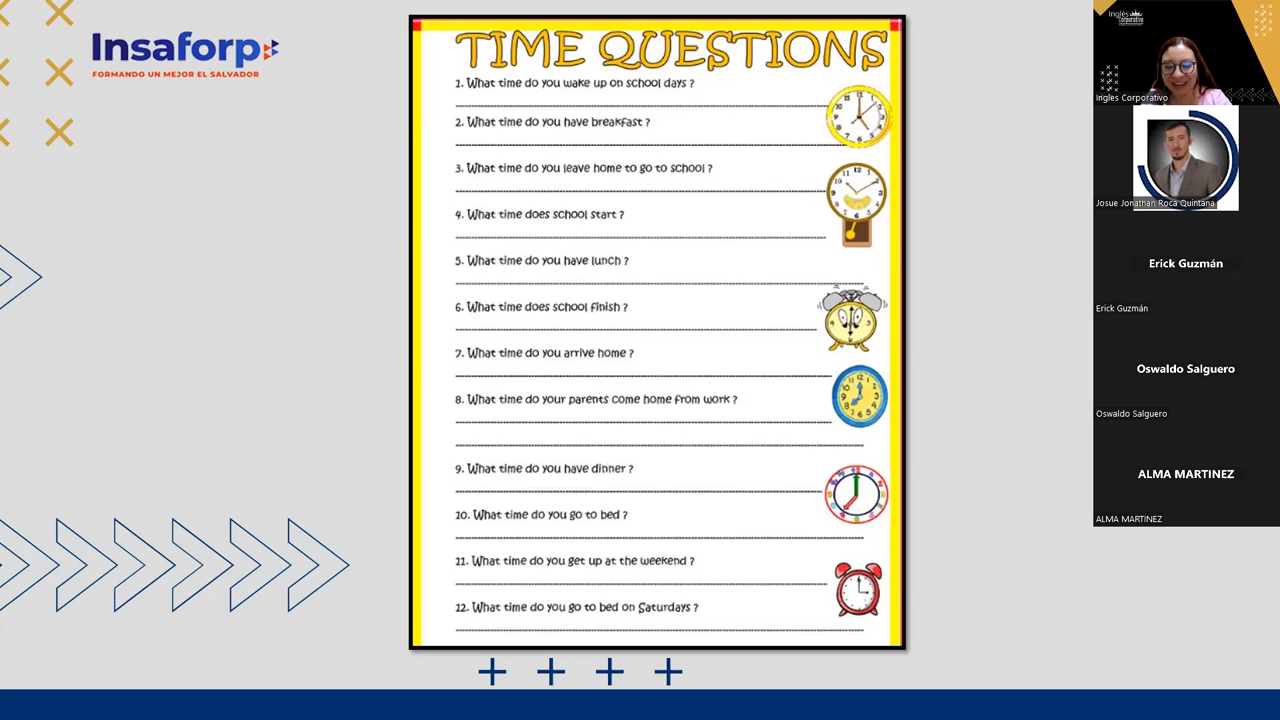 Insaforp
FORMANDO UN MEJOR EL SALVADOR
TIME QUESTIONS
1. What time do you wake up on school days ?
2. What time do you have breakfast ?
3. What time do you leave home to go to school ?
4. What time does school start ?
5. What time do you have lunch ?
6. What time does school finish ?
7. What time do you arrive home ?
8. What time do your parents come home from work ?
9. What time do you have dinner ?
10. What time do you go to bed ?
11. What time do you get up at the weekend ?
12. What time do you go to bed on Saturdays ?
Inglés
Corporativo
Ingles Corporativo
Josue Jonathan Roca Quintana
Erick Guzmán
Erick Guzmán
Oswaldo Salguero
Oswaldo Salguero
ALMA MARTINEZ
ALMA MARTINEZ